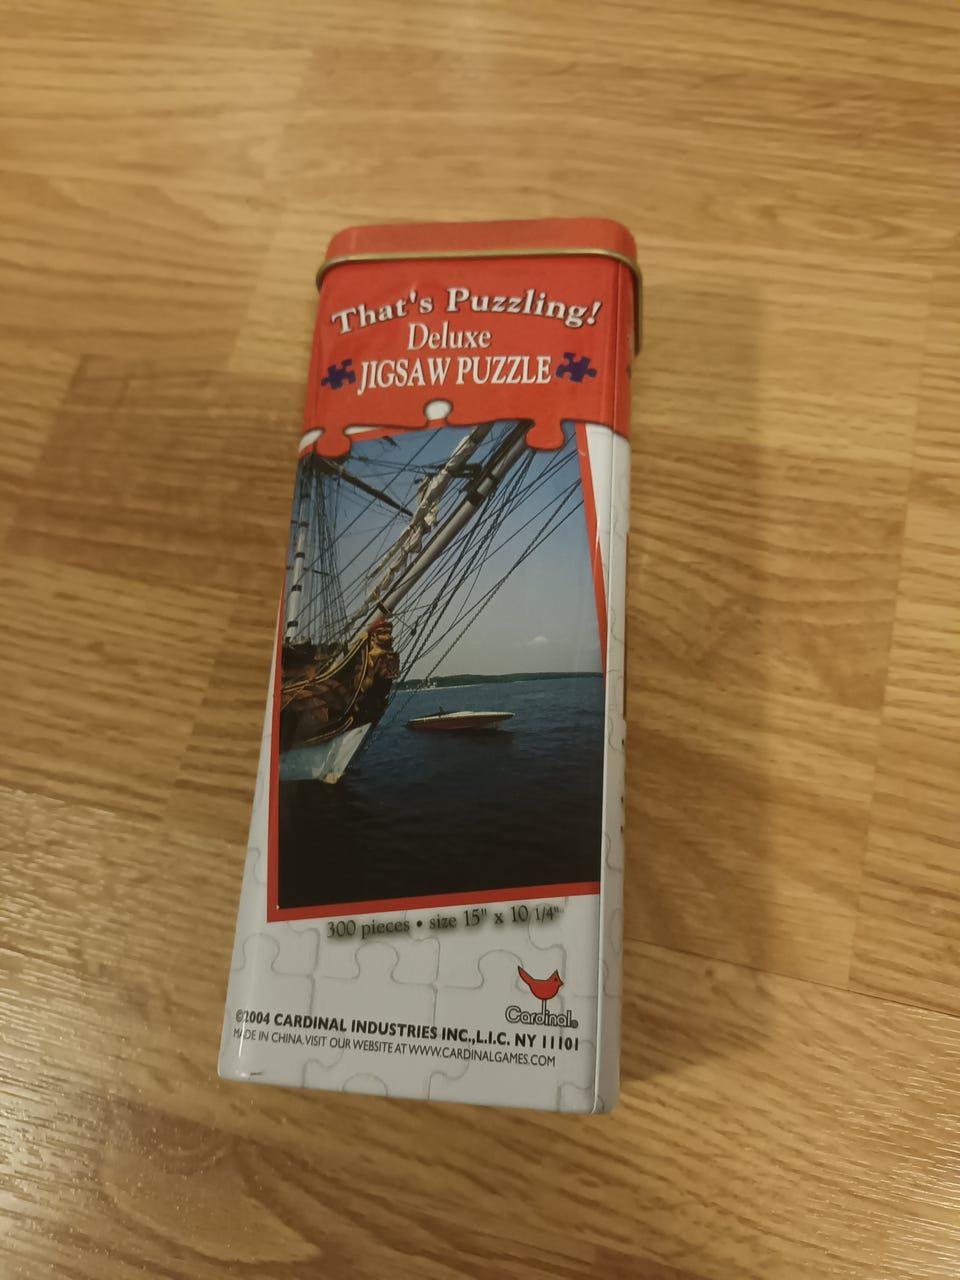 That's Puzzling!
Deluxe
JIGSAW PUZZLE
300 pieces • size 15" x 10 1/4"
Cardinal®
©2004 CARDINAL INDUSTRIES INC.,L.I.C. NY 11101
MADE IN CHINA. VISIT OUR WEBSITE AT WWW.CARDINALGAMES.COM